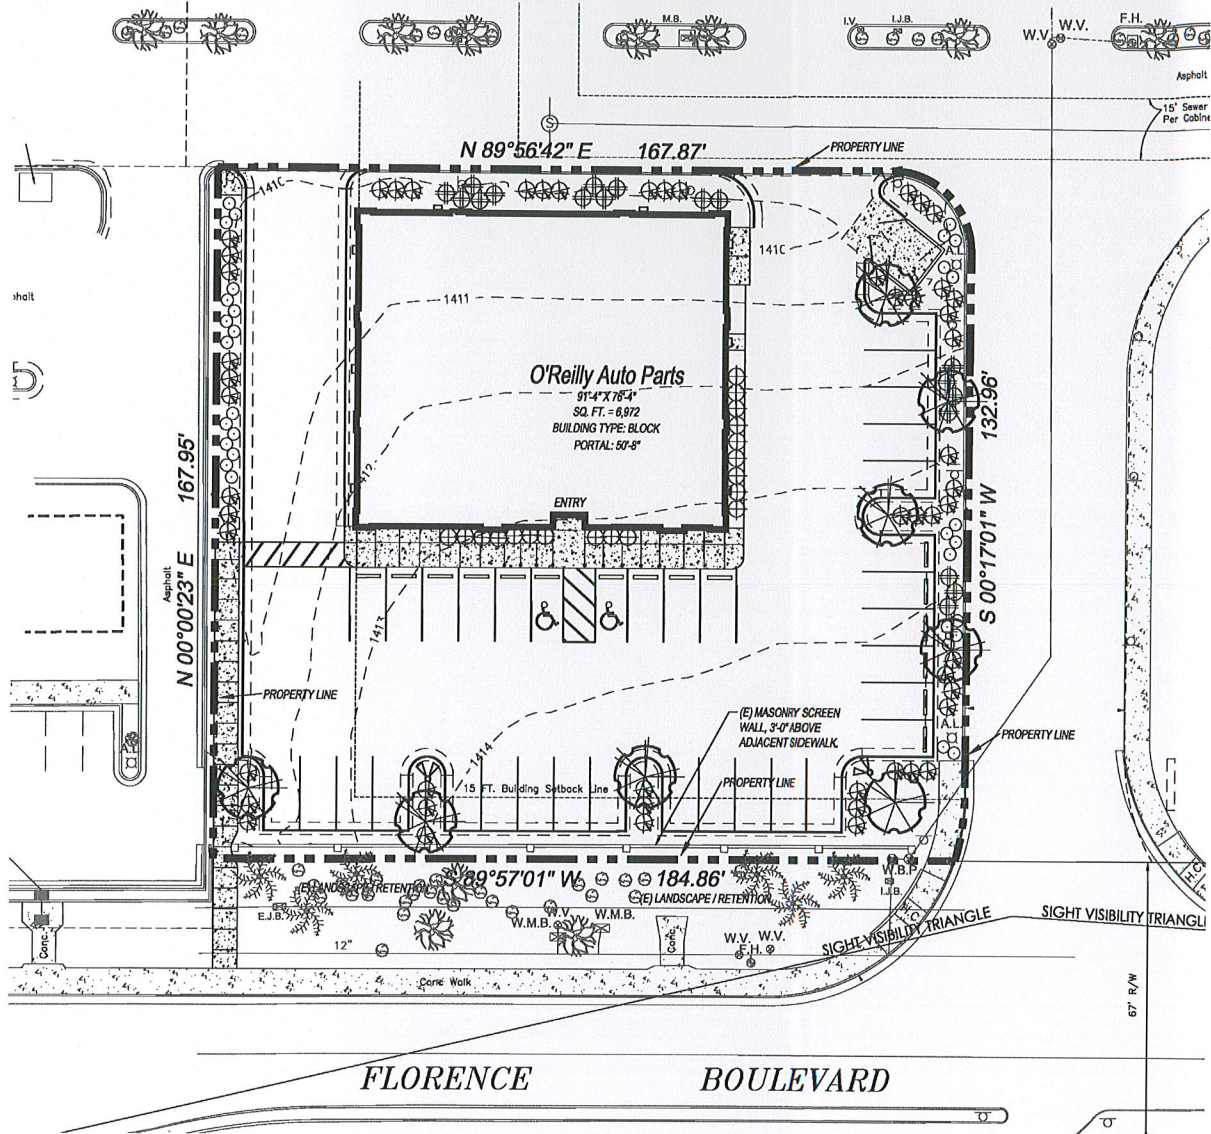 M.B.
I.V.
I.J.B.
W.V.
W.V.
F.H.
Asphalt
15' Sewer
S
N 89°56'42" E 167.87'
PROPERTY LINE
1410
1411
O'Reilly Auto Parts
91'-4" X 76'-4"
SQ. FT. = 6,972
BUILDING TYPE: BLOCK
PORTAL: 50'-8"
ENTRY
A.L.
132.96'
S 00°17'01" W
167.95'
N 00°00'23" E
Asphalt
1413
PROPERTY LINE
(E) MASONRY SCREEN
WALL, 3'-0" ABOVE
ADJACENT SIDEWALK.
PROPERTY LINE
A.L.
PROPERTY LINE
1414
15 FT. Building Setback Line
89°57'01" W 184.86'
(E) LANDSCAPE / RETENTION
(E) LANDSCAPE / RETENTION
W.B.P
I.J.B.
E.J.B.
W.V.
W.M.B.
W.M.B.
W.V.
W.V.
F.H.
12"
Conc.
Conc.
Conc Walk
H.C.
SIGHT VISIBILITY TRIANGLE
SIGHT VISIBILITY TRIANGL
67' R/W
FLORENCE BOULEVARD